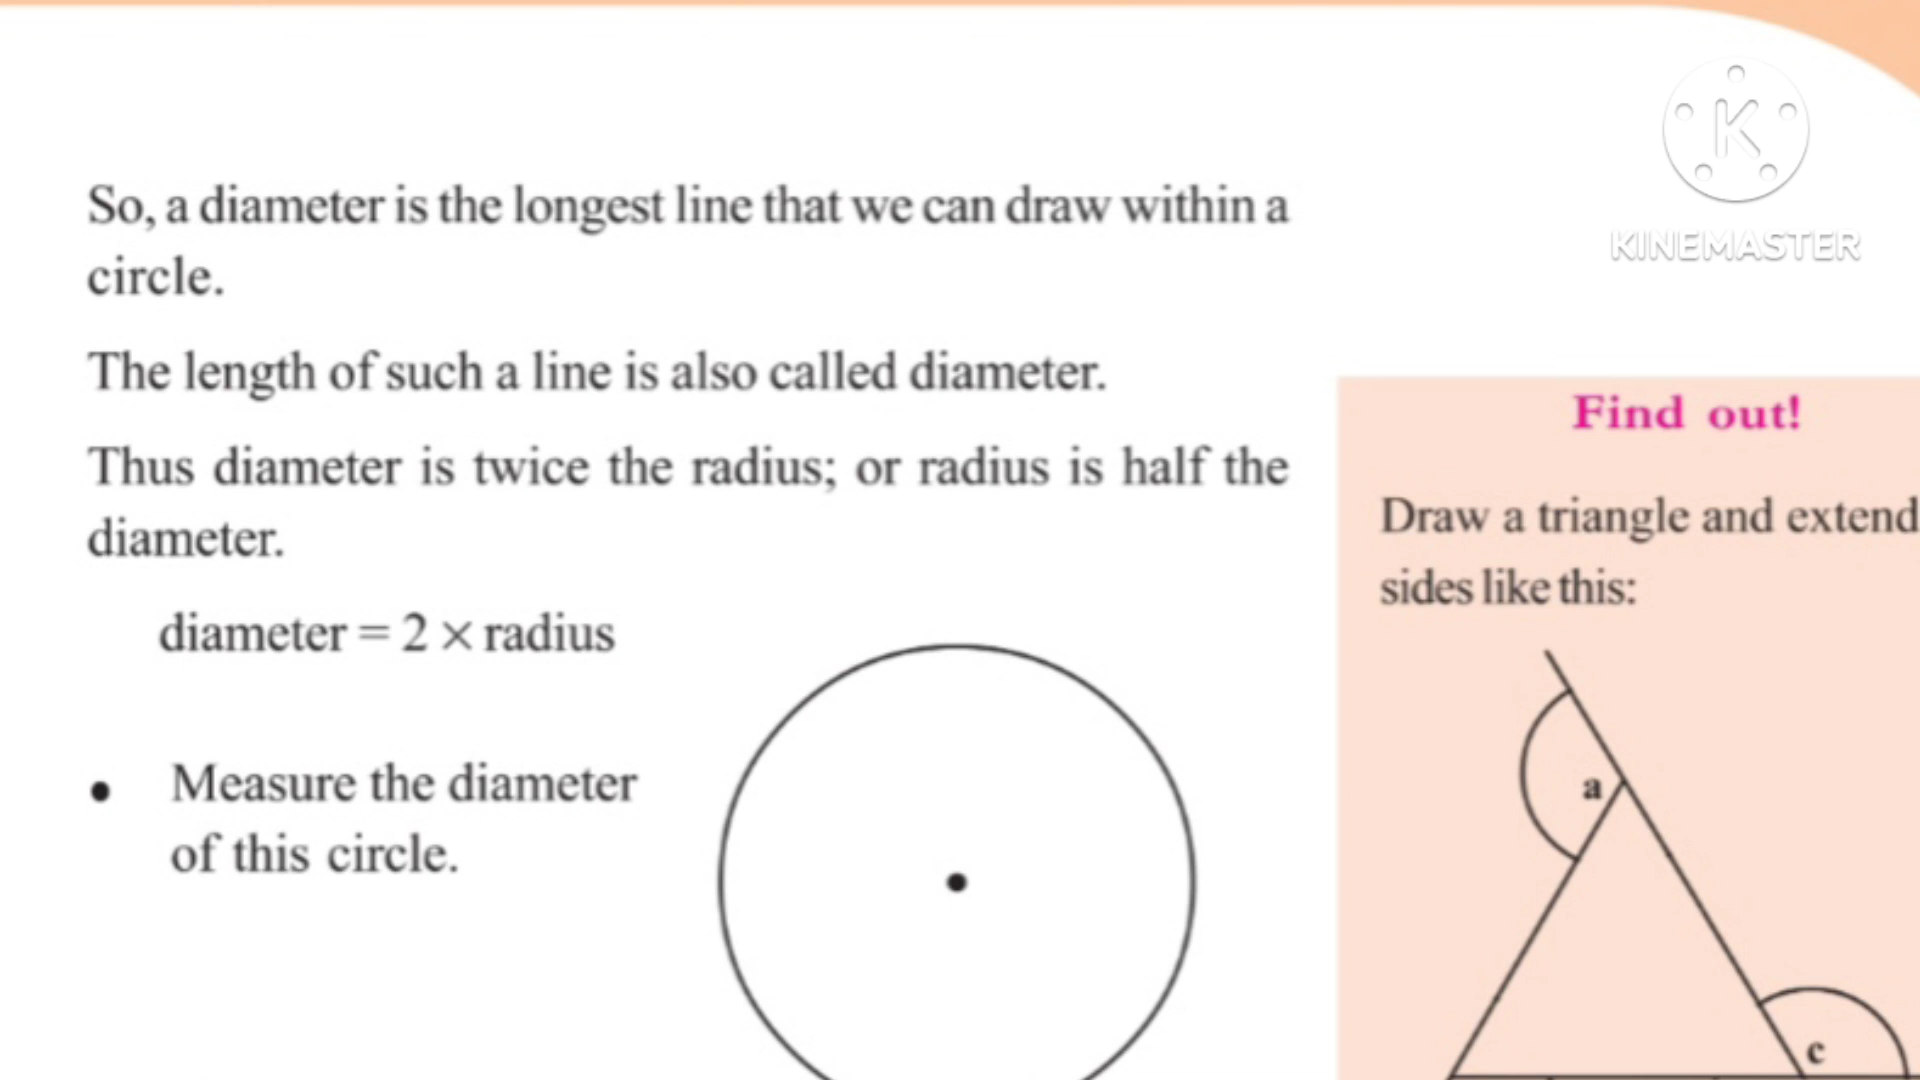 So, a diameter is the longest line that we can draw within a
circle.
The length of such a line is also called diameter.
Thus diameter is twice the radius; or radius is half the
diameter.
diameter = 2 × radius
• Measure the diameter
of this circle.
K
KINEMASTER
Find out!
Draw a triangle and extend
sides like this:
a
c